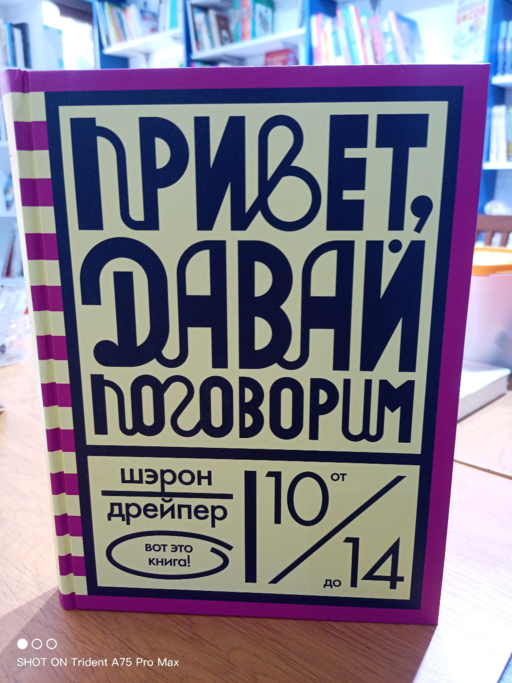 ПРИВЕТ,
ДАВАЙ
ПОГОВОРИМ
шэрон
дрейпер
вот это
книга!
от
10
до 14
SHOT ON Trident A75 Pro Max